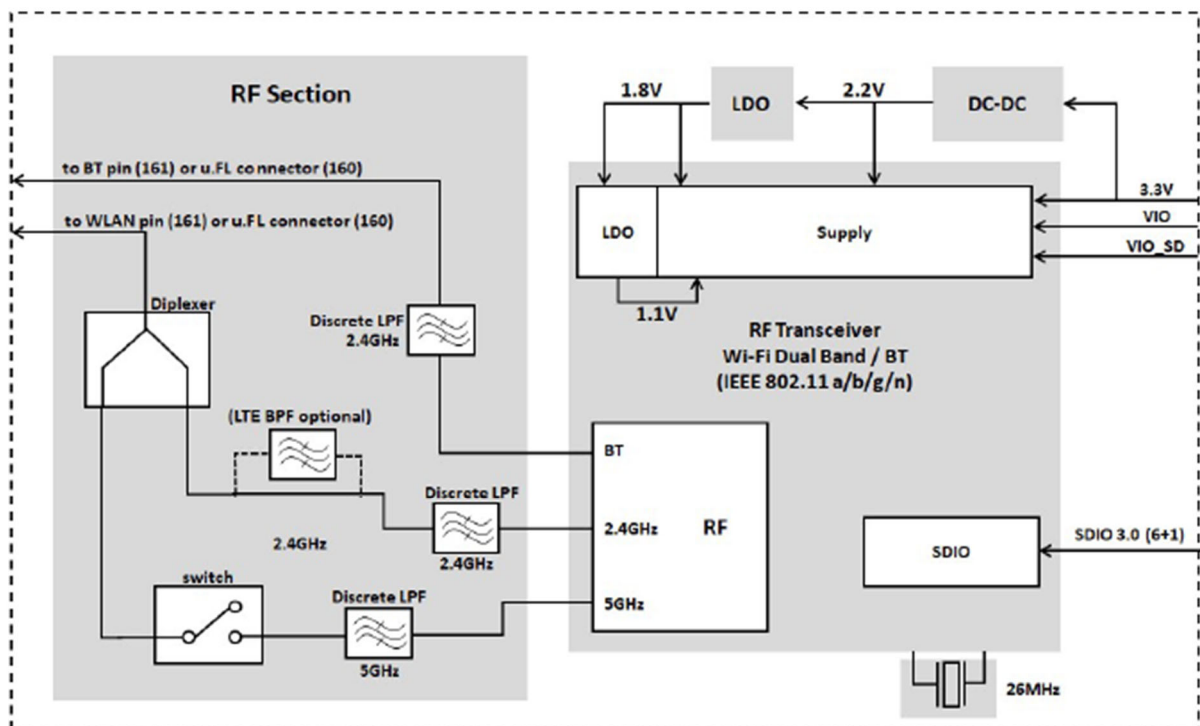 RF Section
1.8V
LDO
2.2V
DC-DC
to BT pin (161) or u.FL connector (160)
3.3V
to WLAN pin (161) or u.FL connector (160)
VIO
LDO
Supply
VIO_SD
Diplexer
1.1V
Discrete LPF
2.4GHz
RF Transceiver
Wi-Fi Dual Band / BT
(IEEE 802.11 a/b/g/n)
(LTE BPF optional)
BT
Discrete LPF
2.4GHz
RF
2.4GHz
SDIO 3.0 (6+1)
SDIO
2.4GHz
switch
Discrete LPF
5GHz
5GHz
26MHz